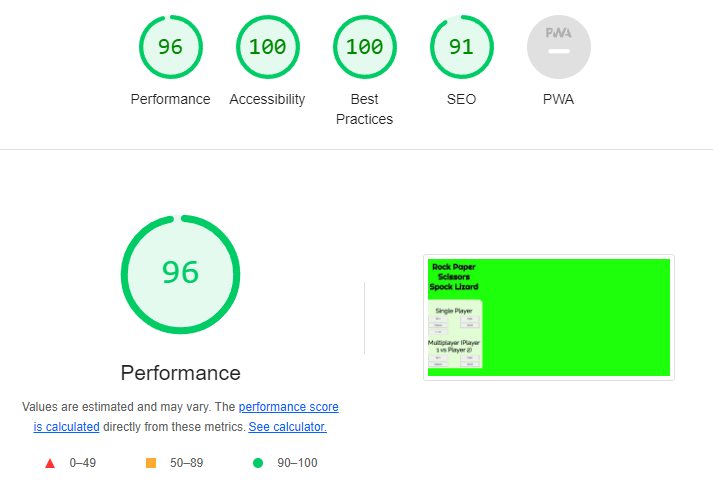 96
100
100
91
PWA
Performance
Accessibility
Best
Practices
SEO
PWA
96
Performance
Values are estimated and may vary. The performance score
is calculated directly from these metrics. See calculator.
0–49
50–89
90–100
Rock Paper
Scissors
Spock Lizard
Single Player
Multiplayer (Player
1 vs Player 2)